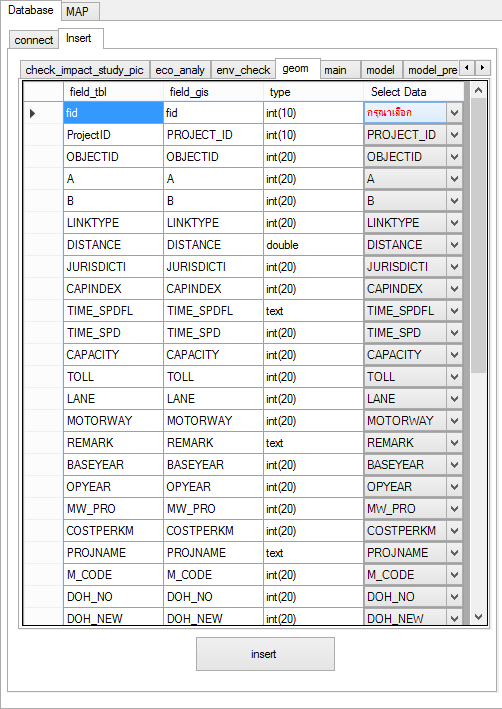 Database MAP
connect Insert
check_impact_study_pic eco_analy env_check geom main model model_pre
field_tbl field_gis type Select Data
fid fid int(10) กรุณาเลือก
ProjectID PROJECT_ID int(10) PROJECT_ID
OBJECTID OBJECTID int(20) OBJECTID
A A int(20) A
B B int(20) B
LINKTYPE LINKTYPE int(20) LINKTYPE
DISTANCE DISTANCE double DISTANCE
JURISDICTI JURISDICTI int(20) JURISDICTI
CAPINDEX CAPINDEX int(20) CAPINDEX
TIME_SPDFL TIME_SPDFL text TIME_SPDFL
TIME_SPD TIME_SPD int(20) TIME_SPD
CAPACITY CAPACITY int(20) CAPACITY
TOLL TOLL int(20) TOLL
LANE LANE int(20) LANE
MOTORWAY MOTORWAY int(20) MOTORWAY
REMARK REMARK text REMARK
BASEYEAR BASEYEAR int(20) BASEYEAR
OPYEAR OPYEAR int(20) OPYEAR
MW_PRO MW_PRO int(20) MW_PRO
COSTPERKM COSTPERKM int(20) COSTPERKM
PROJNAME PROJNAME text PROJNAME
M_CODE M_CODE int(20) M_CODE
DOH_NO DOH_NO int(20) DOH_NO
DOH_NEW DOH_NEW int(20) DOH_NEW
insert